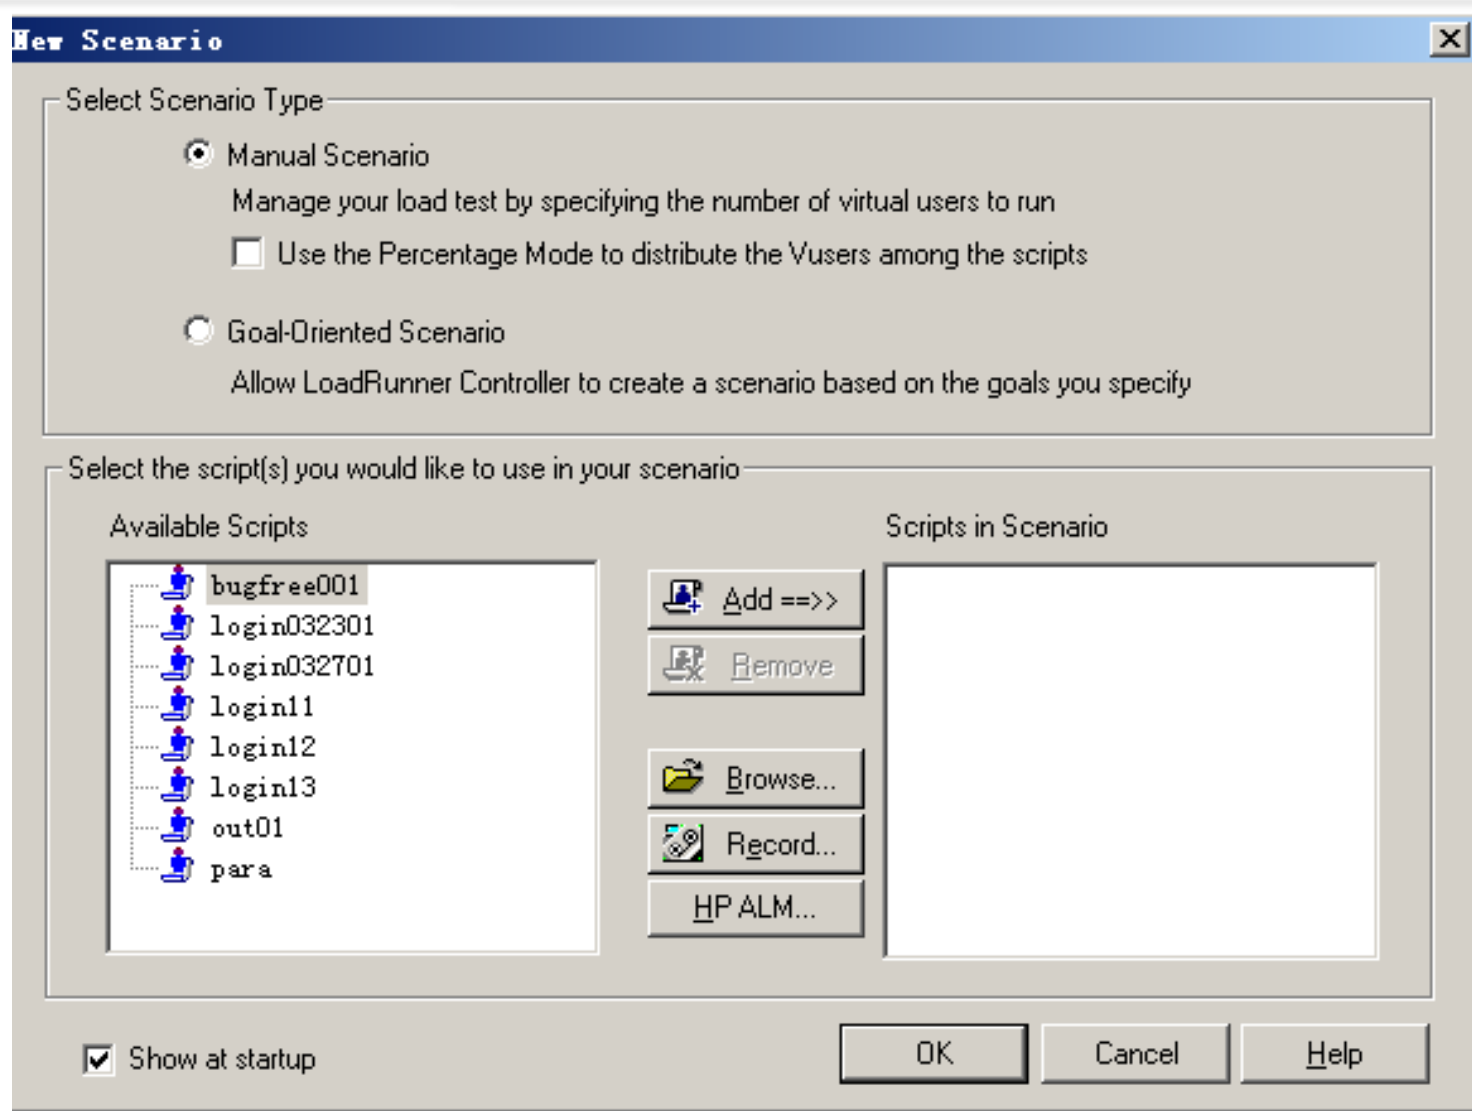 New Scenario
Select Scenario Type
Manual Scenario
Manage your load test by specifying the number of virtual users to run
Use the Percentage Mode to distribute the Vusers among the scripts
Goal-Oriented Scenario
Allow LoadRunner Controller to create a scenario based on the goals you specify
Select the script(s) you would like to use in your scenario
Available Scripts
Scripts in Scenario
bugfree001
login032301
login032701
login11
login12
login13
out01
para
Add ==>>
Remove
Browse...
Record...
HP ALM...
Show at startup
OK
Cancel
Help